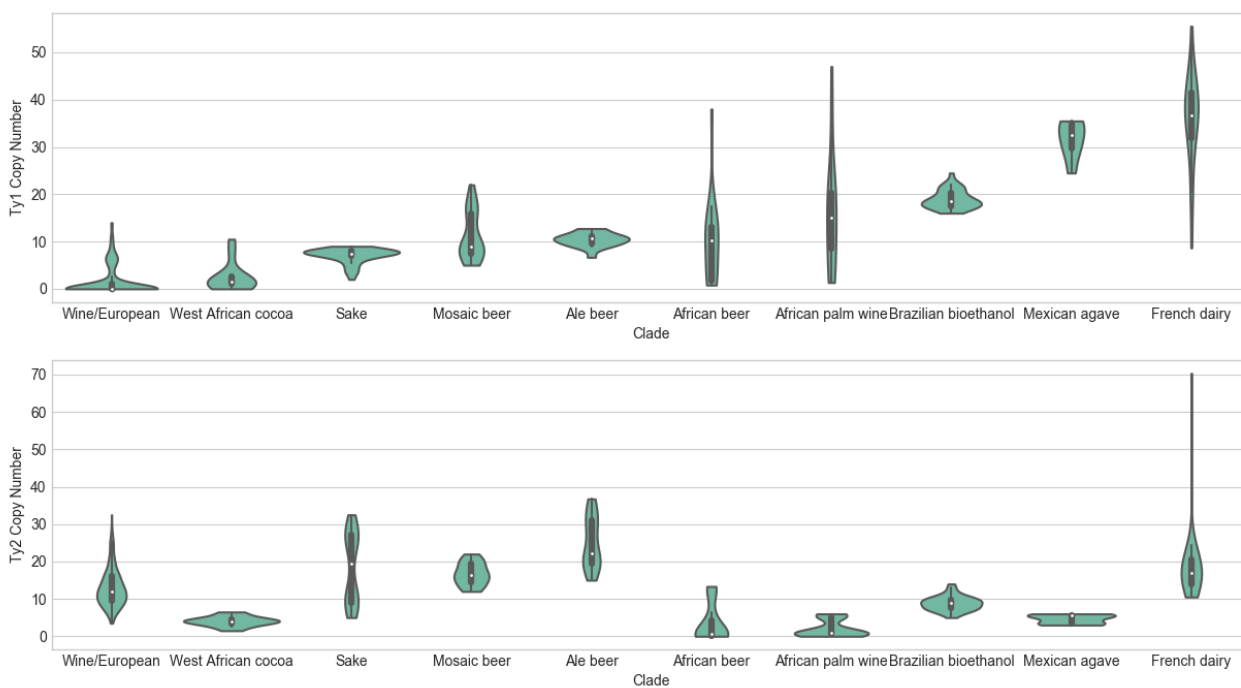 Ty1 Copy Number
50
40
30
20
10
0
Wine/European West African cocoa Sake Mosaic beer Ale beer African beer African palm wine Brazilian bioethanol Mexican agave French dairy
Clade
Ty2 Copy Number
70
60
50
40
30
20
10
0
Wine/European West African cocoa Sake Mosaic beer Ale beer African beer African palm wine Brazilian bioethanol Mexican agave French dairy
Clade